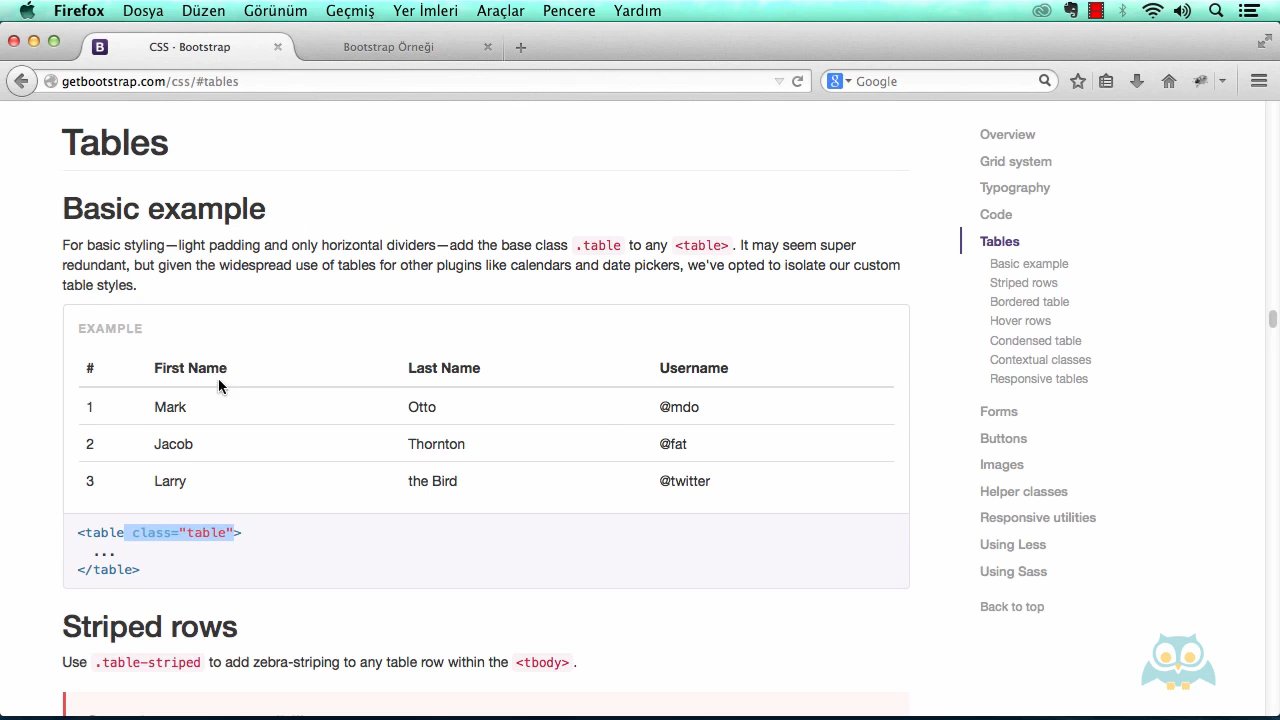 Firefox Dosya Düzen Görünüm Geçmiş Yer İmleri Araçlar Pencere Yardım
B CSS · Bootstrap Bootstrap Örneği
getbootstrap.com/css/#tables
8 Google
Tables
Basic example
For basic styling—light padding and only horizontal dividers—add the base class .table to any <table>. It may seem super
redundant, but given the widespread use of tables for other plugins like calendars and date pickers, we've opted to isolate our custom
table styles.
EXAMPLE
# First Name Last Name Username
1 Mark Otto @mdo
2 Jacob Thornton @fat
3 Larry the Bird @twitter
<table class="table">
...
</table>
Striped rows
Use .table-striped to add zebra-striping to any table row within the <tbody>.
Overview
Grid system
Typography
Code
Tables
Basic example
Striped rows
Bordered table
Hover rows
Condensed table
Contextual classes
Responsive tables
Forms
Buttons
Images
Helper classes
Responsive utilities
Using Less
Using Sass
Back to top